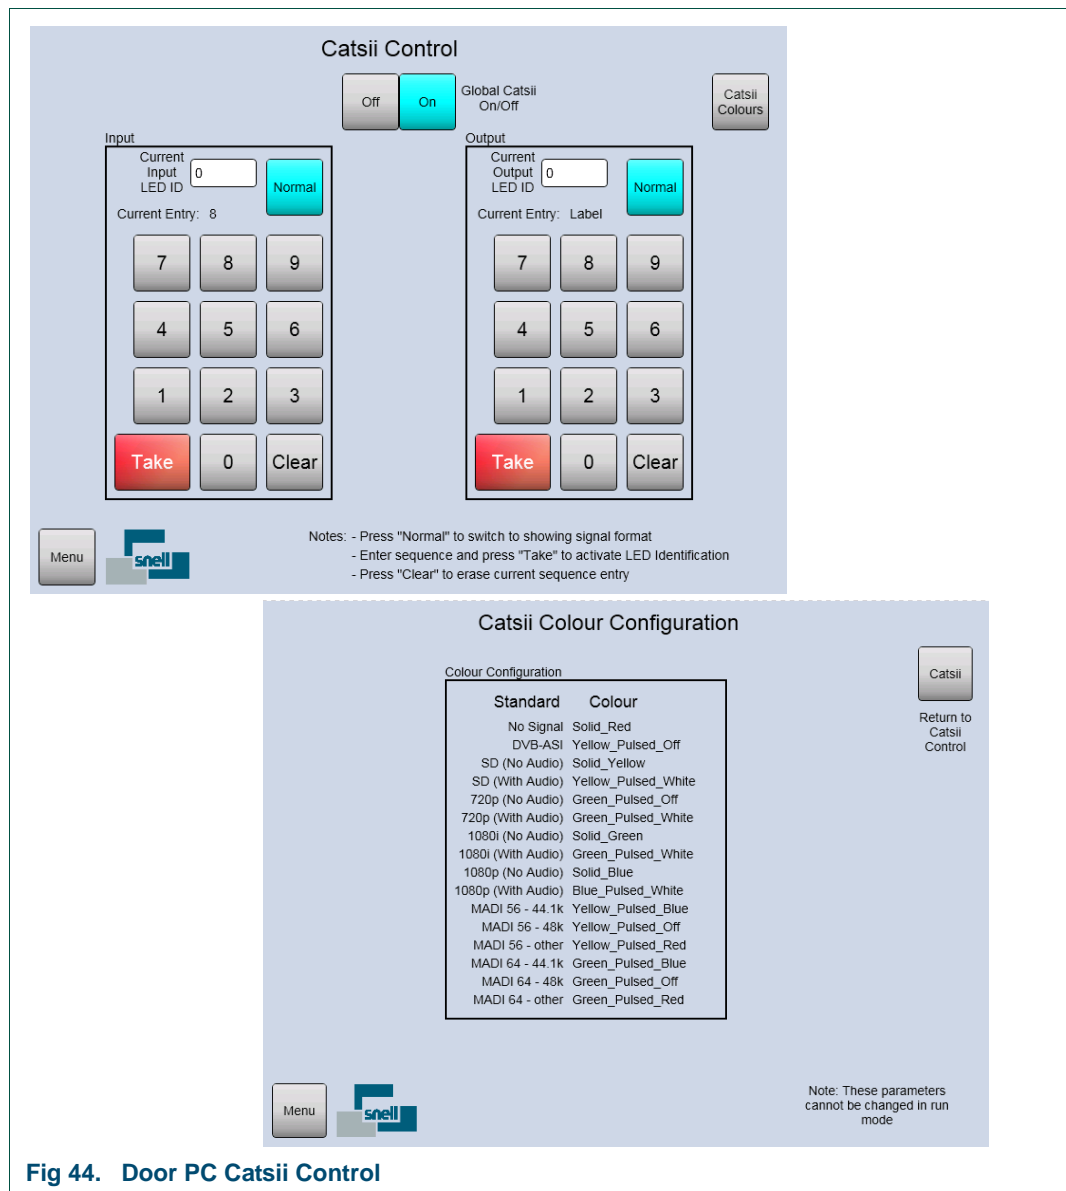 Catsii Control
Off
On
Global Catsii
On/Off
Catsii
Colours
Input
Current
Input
LED ID
0
Normal
Current Entry: 8
7 8 9
4 5 6
1 2 3
Take 0 Clear
Output
Current
Output
LED ID
0
Normal
Current Entry: Label
7 8 9
4 5 6
1 2 3
Take 0 Clear
Menu
snell
Notes: - Press "Normal" to switch to showing signal format
- Enter sequence and press "Take" to activate LED Identification
- Press "Clear" to erase current sequence entry
Catsii Colour Configuration
Catsii
Return to
Catsii
Control
Colour Configuration
Standard Colour
No Signal Solid_Red
DVB-ASI Yellow_Pulsed_Off
SD (No Audio) Solid_Yellow
SD (With Audio) Yellow_Pulsed_White
720p (No Audio) Green_Pulsed_Off
720p (With Audio) Green_Pulsed_White
1080i (No Audio) Solid_Green
1080i (With Audio) Green_Pulsed_White
1080p (No Audio) Solid_Blue
1080p (With Audio) Blue_Pulsed_White
MADI 56 - 44.1k Yellow_Pulsed_Blue
MADI 56 - 48k Yellow_Pulsed_Off
MADI 56 - other Yellow_Pulsed_Red
MADI 64 - 44.1k Green_Pulsed_Blue
MADI 64 - 48k Green_Pulsed_Off
MADI 64 - other Green_Pulsed_Red
Menu
snell
Note: These parameters
cannot be changed in run
mode
Fig 44. Door PC Catsii Control